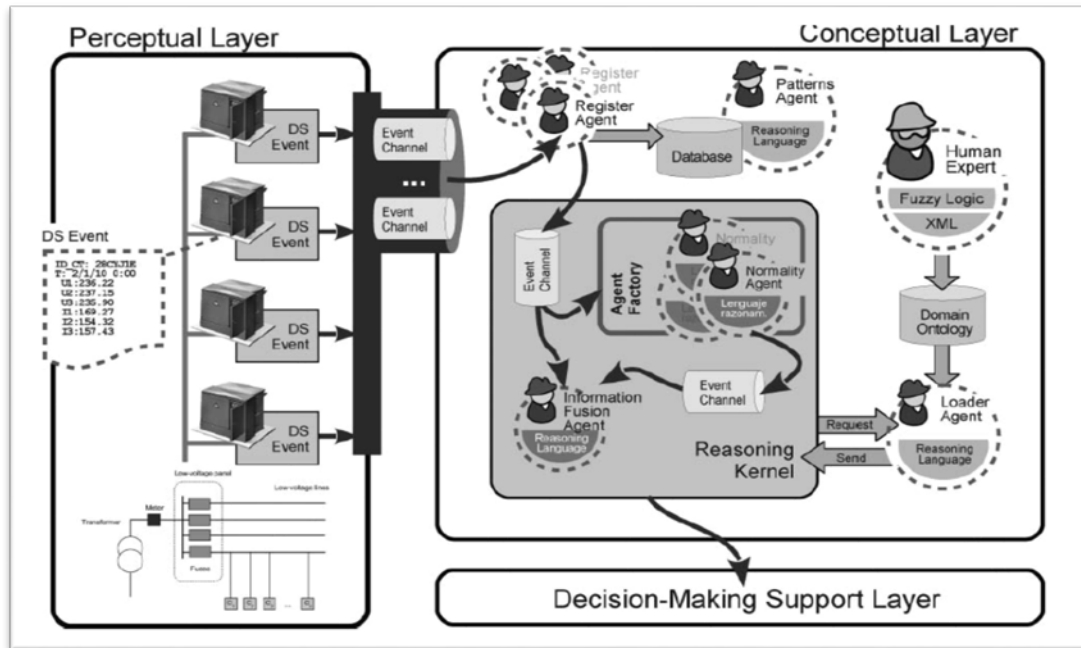 Perceptual Layer
Conceptual Layer
DS
Event
DS
Event
DS
Event
DS
Event
DS Event
T: 2/1/10 0:00
U1:236.22
U2:237.15
U3:235.90
I1:169.27
I2:154.32
I3:157.43
Low-voltage panel
Low-voltage lines
Meter
Transformer
Fuses
...
Event
Channel
...
Event
Channel
Register
Agent
Register
Agent
Database
Patterns
Agent
Reasoning
Language
Human
Expert
Fuzzy Logic
XML
Domain
Ontology
Loader
Agent
Reasoning
Language
Request
Send
Event
Channel
Agent
Factory
Normality
Normality
Agent
Lenguaje
razonam.
Event
Channel
Information
Fusion
Agent
Reasoning
Language
Reasoning
Kernel
Decision-Making Support Layer